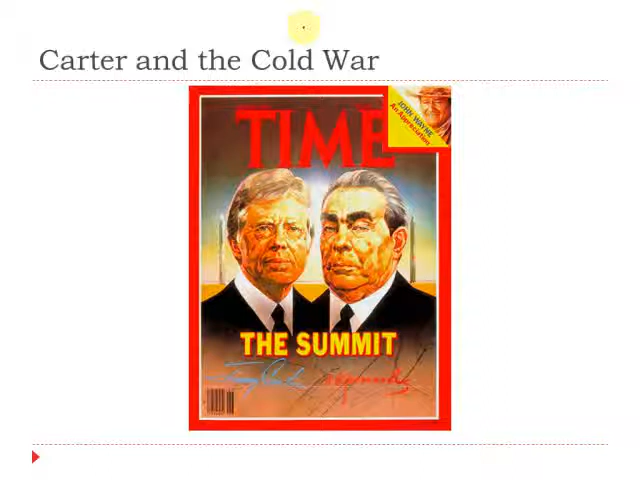 Carter and the Cold War
TIME
JOHN WAYNE
An Appreciation
THE SUMMIT